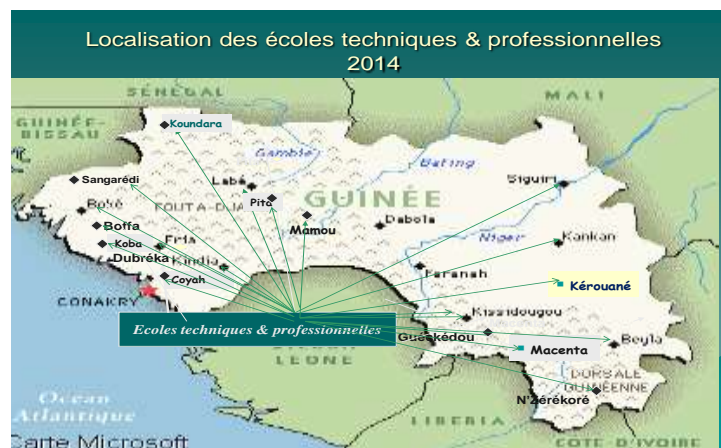 Localisation des écoles techniques & professionnelles
2014
SÉNÉGAL
MALI
GUINÉE-
BISSAU
Koundara
Gambie
Bafing
Sangarédi
Labé
Siguiri
FOUTA-DJA
Pita
GUINÉE
Boké
Boffa
Mamou
Dabola
Koba
Fria
Niger
Kankan
Dubréka
Kindia
Faranah
Coyah
Kérouané
CONAKRY
Kissidougou
Ecoles techniques & professionnelles
Guéckédou
Beyla
Macenta
LEONE
DORSALE
GUINÉENNE
N'Zérékoré
Océan
Atlantique
LIBERIA
Carte Microsoft
CÔTE-D'IVOIRE